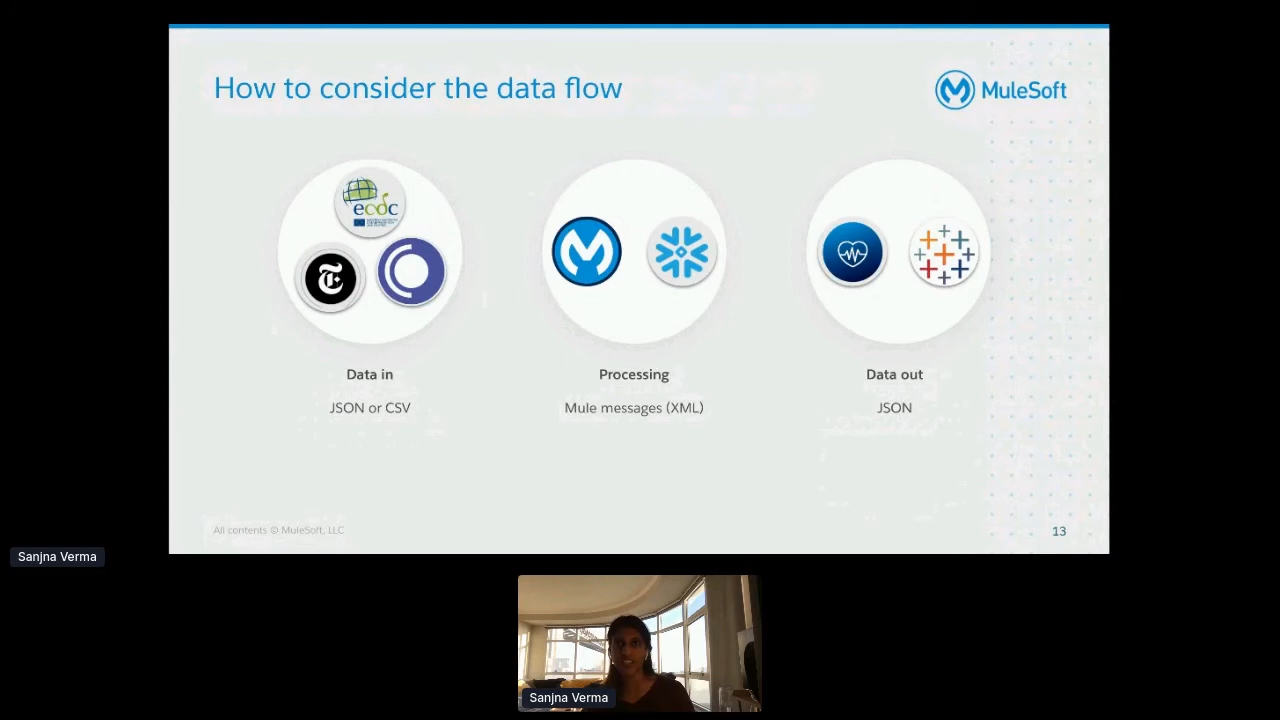 How to consider the data flow
MuleSoft
ecdc
T
Data in
Processing
Data out
JSON or CSV
Mule messages (XML)
JSON
All contents © MuleSoft, LLC
13
Sanjna Verma
Sanjna Verma